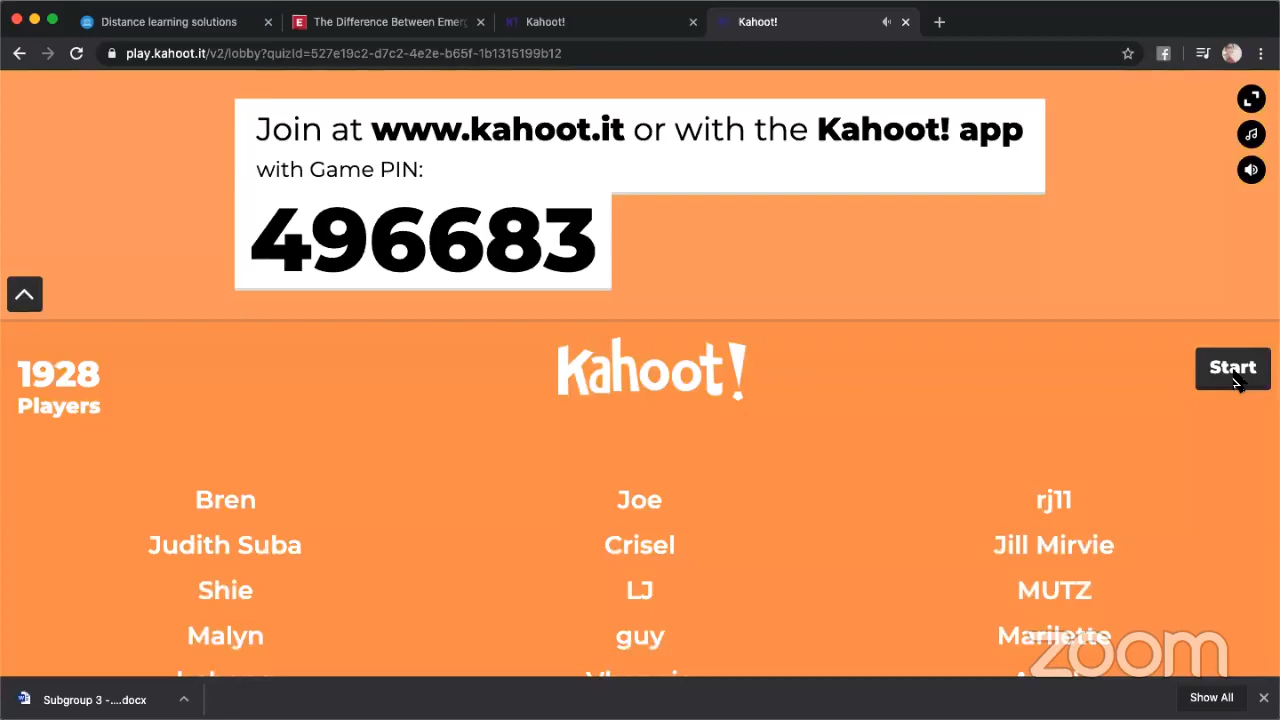 Distance learning solutions
The Difference Between Emerg
Kahoot!
Kahoot!
play.kahoot.it/v2/lobby?quizId=527e19c2-d7c2-4e2e-b65f-1b1315199b12
Join at www.kahoot.it or with the Kahoot! app
with Game PIN:
496683
1928
Players
Kahoot!
Start
Bren
Joe
rj11
Judith Suba
Crisel
Jill Mirvie
Shie
LJ
MUTZ
Malyn
guy
Marilette
zoom
Subgroup 3 -....docx
Show All